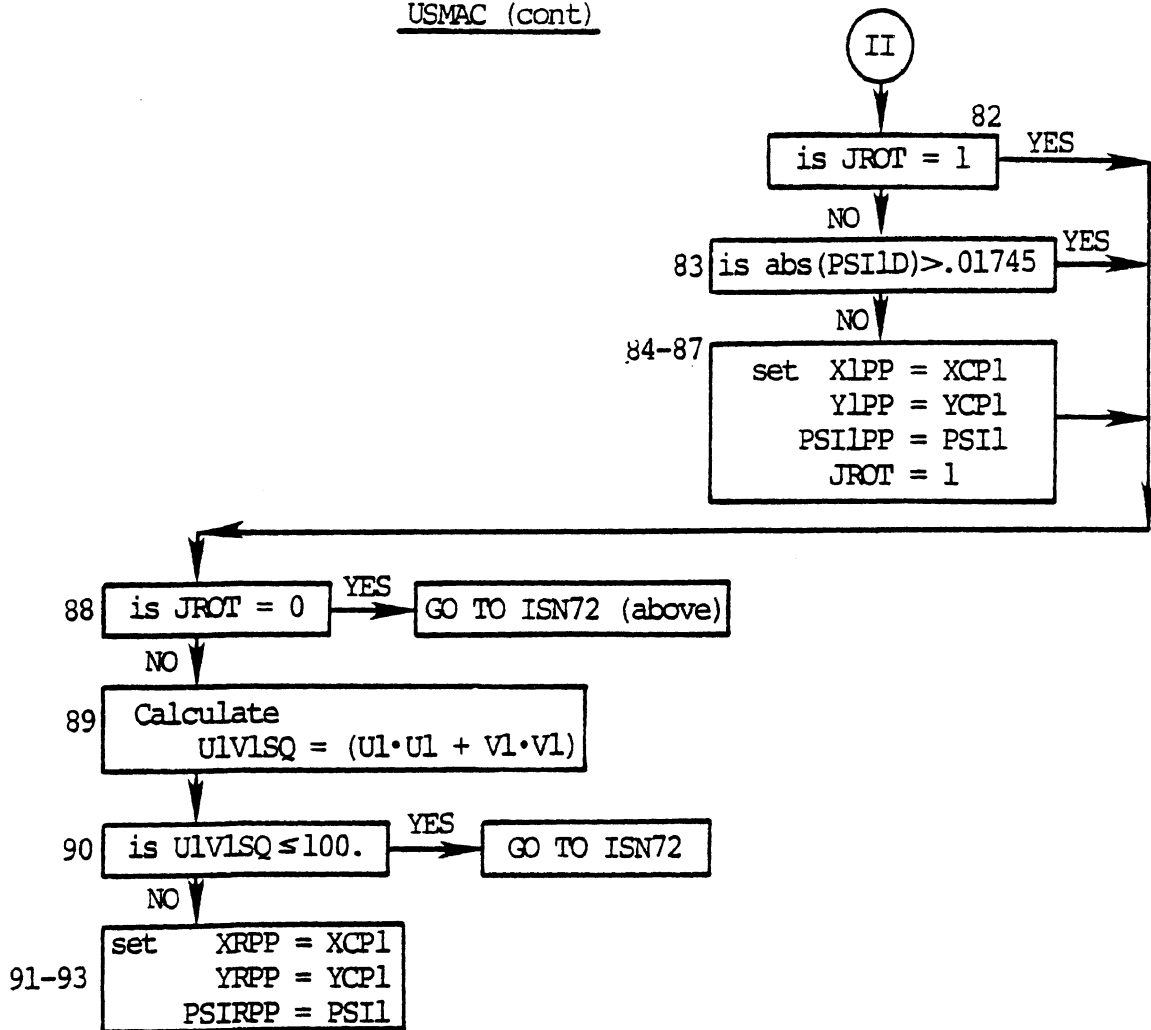 USMAC (cont)
II
82
is JROT = 1
YES
NO
83
is abs(PSI1D)>.01745
YES
NO
84-87
set X1PP = XCP1
Y1PP = YCP1
PSI1PP = PSI1
JROT = 1
88
is JROT = 0
YES
GO TO ISN72 (above)
NO
89
Calculate
U1V1SQ = (U1·U1 + V1·V1)
90
is U1V1SQ ≤ 100.
YES
GO TO ISN72
NO
91-93
set XRPP = XCP1
YRPP = YCP1
PSIRPP = PSI1